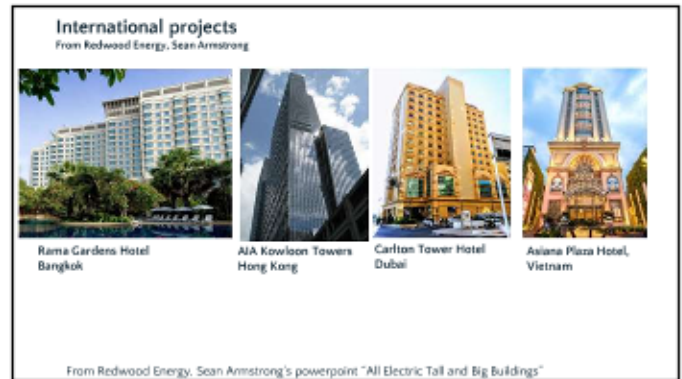 International projects
From Redwood Energy, Sean Armstrong
Rama Gardens Hotel
Bangkok
AIA Kowloon Towers
Hong Kong
Carlton Tower Hotel
Dubai
Asiana Plaza Hotel,
Vietnam
From Redwood Energy, Sean Armstrong's powerpoint "All Electric Tall and Big Buildings"